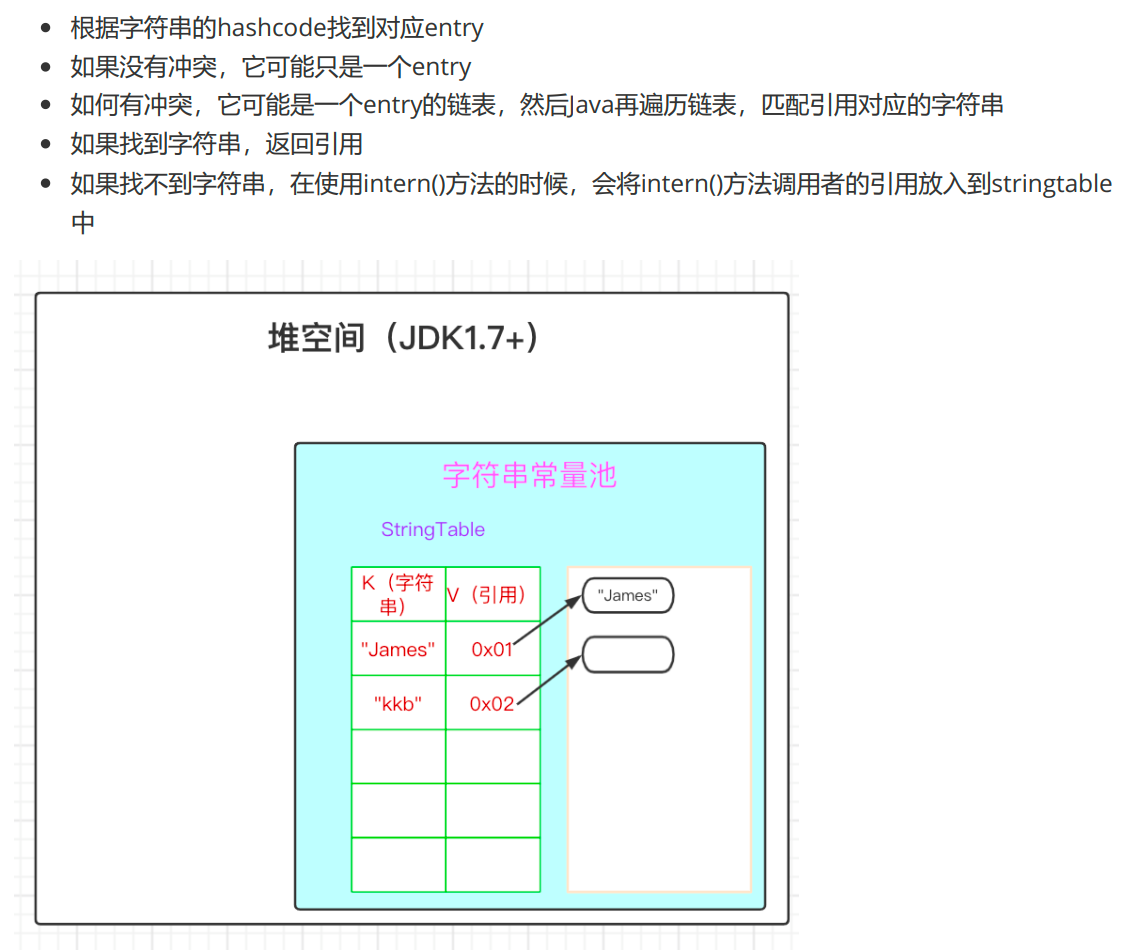 根据字符串的hashcode找到对应entry
如果没有冲突，它可能只是一个entry
如何有冲突，它可能是一个entry的链表，然后Java再遍历链表，匹配引用对应的字符串
如果找到字符串，返回引用
如果找不到字符串，在使用intern()方法的时候，会将intern()方法调用者的引用放入到stringtable
中
堆空间（JDK1.7+）
字符串常量池
StringTable
K（字符
串）
V（引用）
"James"
"James"
0x01
"kkb"
0x02